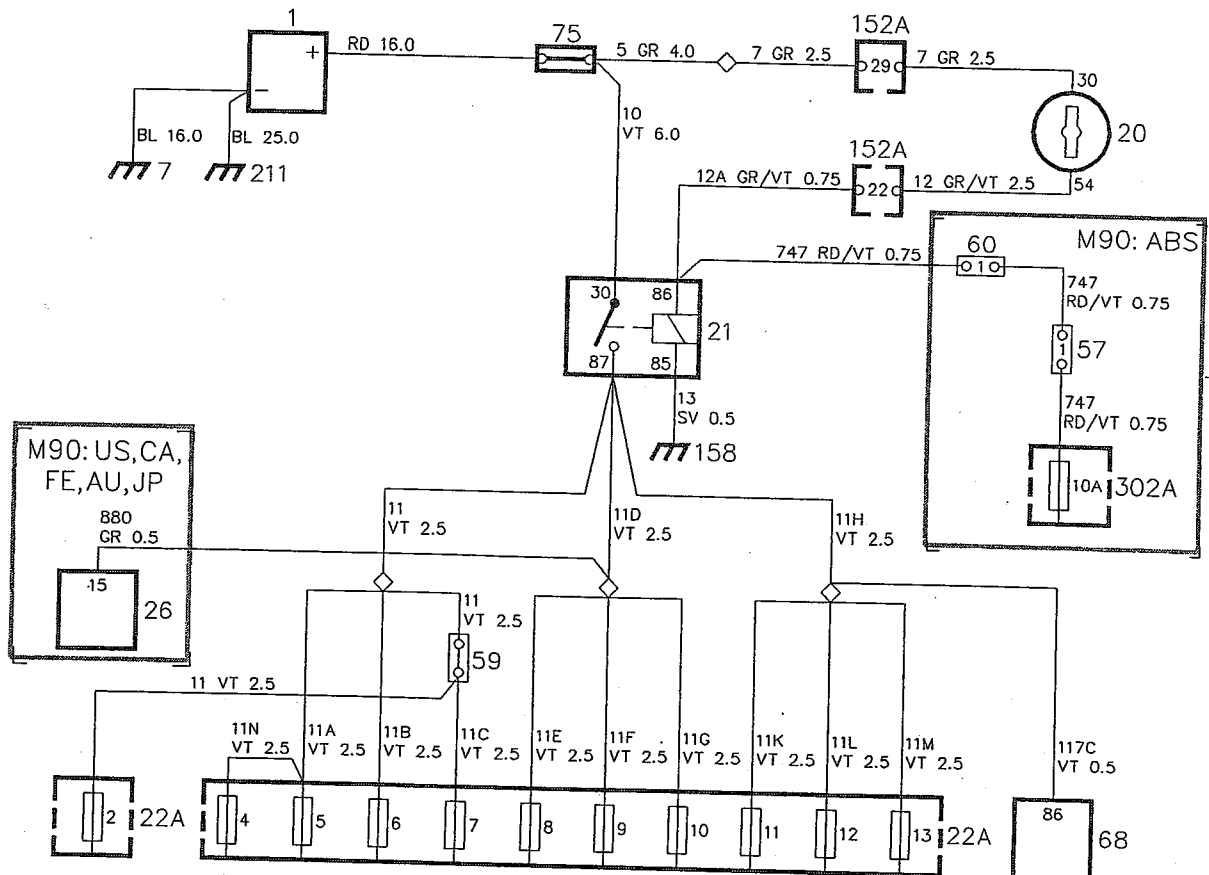 1
75
152A
RD 16.0
5 GR 4.0
7 GR 2.5
29
7 GR 2.5
+
−
30
20
BL 16.0
BL 25.0
7
211
10
VT 6.0
152A
12A GR/VT 0.75
22
12 GR/VT 2.5
54
M90: ABS
747 RD/VT 0.75
60
1
747
RD/VT 0.75
30
86
21
87
85
1
57
13
SV 0.5
158
747
RD/VT 0.75
10A
302A
M90: US,CA,
FE,AU,JP
880
GR 0.5
15
26
11
VT 2.5
11D
VT 2.5
11H
VT 2.5
11
VT 2.5
59
11 VT 2.5
11N
VT 2.5
11A
VT 2.5
11B
VT 2.5
11C
VT 2.5
11E
VT 2.5
11F
VT 2.5
11G
VT 2.5
11K
VT 2.5
11L
VT 2.5
11M
VT 2.5
117C
VT 0.5
2
22A
4
5
6
7
8
9
10
11
12
13
22A
86
68